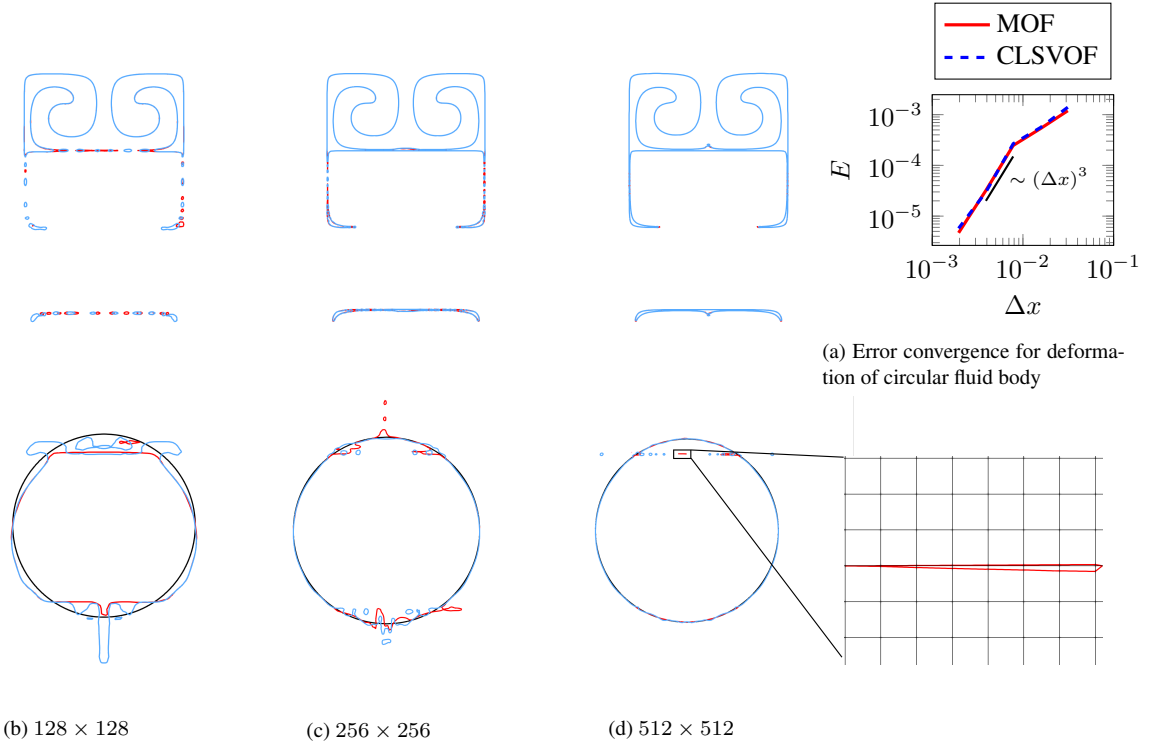 MOF
CLSVOF
10^{-3}
10^{-4}
10^{-5}
E
∼ (Δx)^3
10^{-3}
10^{-2}
10^{-1}
Δx
(a) Error convergence for deforma-
tion of circular fluid body
(b) 128 × 128
(c) 256 × 256
(d) 512 × 512